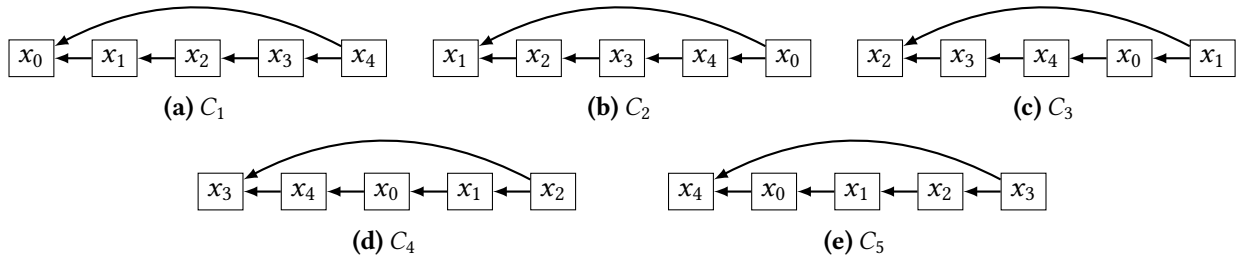 x₀ x₁ x₂ x₃ x₄
(a) C₁
x₁ x₂ x₃ x₄ x₀
(b) C₂
x₂ x₃ x₄ x₀ x₁
(c) C₃
x₃ x₄ x₀ x₁ x₂
(d) C₄
x₄ x₀ x₁ x₂ x₃
(e) C₅